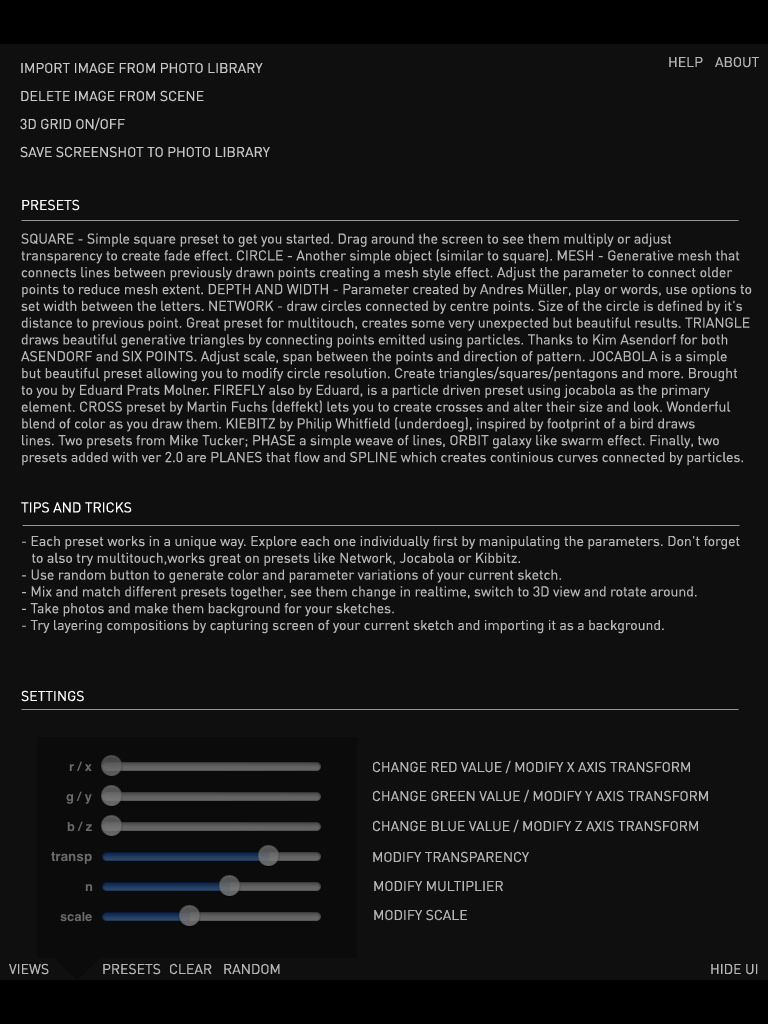 IMPORT IMAGE FROM PHOTO LIBRARY
HELP ABOUT
DELETE IMAGE FROM SCENE
3D GRID ON/OFF
SAVE SCREENSHOT TO PHOTO LIBRARY
PRESETS
SQUARE - Simple square preset to get you started. Drag around the screen to see them multiply or adjust
transparency to create fade effect. CIRCLE - Another simple object (similar to square). MESH - Generative mesh that
connects lines between previously drawn points creating a mesh style effect. Adjust the parameter to connect older
points to reduce mesh extent. DEPTH AND WIDTH - Parameter created by Andres Müller, play or words, use options to
set width between the letters. NETWORK - draw circles connected by centre points. Size of the circle is defined by it's
distance to previous point. Great preset for multitouch, creates some very unexpected but beautiful results. TRIANGLE
draws beautiful generative triangles by connecting points emitted using particles. Thanks to Kim Asendorf for both
ASENDORF and SIX POINTS. Adjust scale, span between the points and direction of pattern. JOCABOLA is a simple
but beautiful preset allowing you to modify circle resolution. Create triangles/squares/pentagons and more. Brought
to you by Eduard Prats Molner. FIREFLY also by Eduard, is a particle driven preset using jocabola as the primary
element. CROSS preset by Martin Fuchs (deffekt) lets you to create crosses and alter their size and look. Wonderful
blend of color as you draw them. KIEBITZ by Philip Whitfield (underdoeg), inspired by footprint of a bird draws
lines. Two presets from Mike Tucker; PHASE a simple weave of lines, ORBIT galaxy like swarm effect. Finally, two
presets added with ver 2.0 are PLANES that flow and SPLINE which creates continious curves connected by particles.
TIPS AND TRICKS
- Each preset works in a unique way. Explore each one individually first by manipulating the parameters. Don't forget
to also try multitouch,works great on presets like Network, Jocabola or Kibbitz.
- Use random button to generate color and parameter variations of your current sketch.
- Mix and match different presets together, see them change in realtime, switch to 3D view and rotate around.
- Take photos and make them background for your sketches.
- Try layering compositions by capturing screen of your current sketch and importing it as a background.
SETTINGS
r / x CHANGE RED VALUE / MODIFY X AXIS TRANSFORM
g / y CHANGE GREEN VALUE / MODIFY Y AXIS TRANSFORM
b / z CHANGE BLUE VALUE / MODIFY Z AXIS TRANSFORM
transp MODIFY TRANSPARENCY
n MODIFY MULTIPLIER
scale MODIFY SCALE
VIEWS PRESETS CLEAR RANDOM HIDE UI